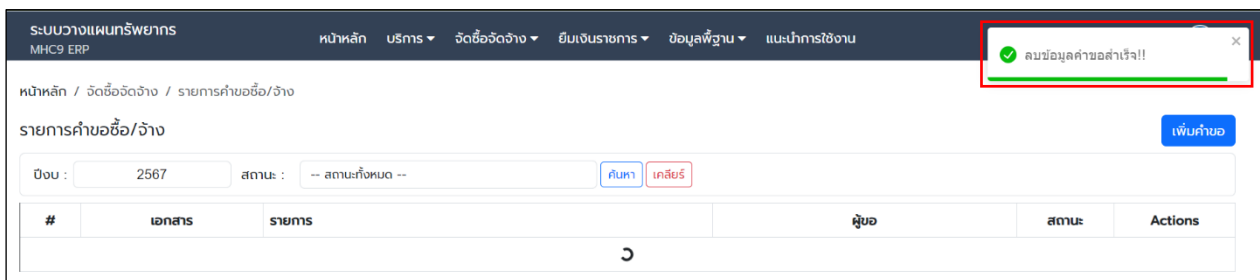 ระบบวางแผนทรัพยากร
MHC9 ERP
หน้าหลัก บริการ จัดซื้อจัดจ้าง ยืมเงินราชการ ข้อมูลพื้นฐาน แนะนำการใช้งาน
ลบข้อมูลคำขอสำเร็จ!!
หน้าหลัก / จัดซื้อจัดจ้าง / รายการคำขอซื้อ/จ้าง
รายการคำขอซื้อ/จ้าง
เพิ่มคำขอ
ปีงบ : 2567 สถานะ : -- สถานะทั้งหมด -- ค้นหา เคลียร์
# เอกสาร รายการ ผู้ขอ สถานะ Actions